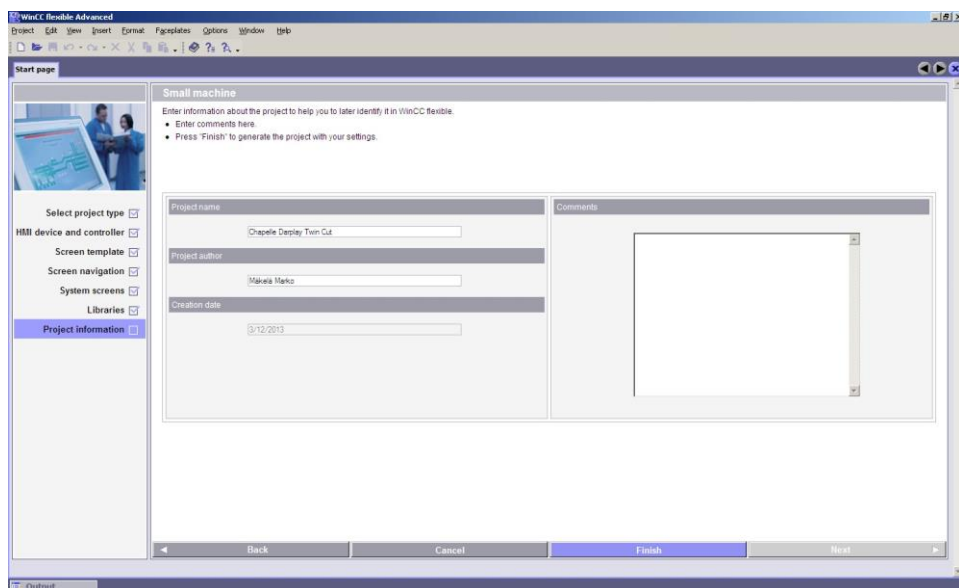 WinCC flexible Advanced
Project Edit View Insert Format Faceplates Options Window Help
Start page
Small machine
Enter information about the project to help you to later identify it in WinCC flexible.
• Enter comments here.
• Press "Finish" to generate the project with your settings.
Select project type
HMI device and controller
Screen template
Screen navigation
System screens
Libraries
Project information
Project name
Chapelle Darplay Twin Cut
Project author
Mäkelä Marko
Creation date
3/12/2013
Comments
Back Cancel Finish Next
Output